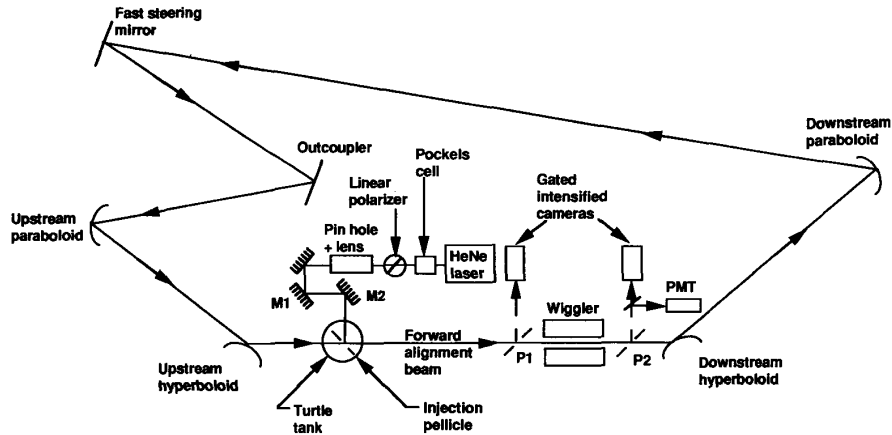 Fast steering
mirror
Outcoupler
Pockels
cell
Linear
polarizer
Gated
intensified
cameras
Downstream
paraboloid
Upstream
paraboloid
Pin hole
+ lens
HeNe
laser
M1
M2
PMT
Wiggler
Forward
alignment
beam
P1
P2
Upstream
hyperboloid
Downstream
hyperboloid
Turtle
tank
Injection
pellicle